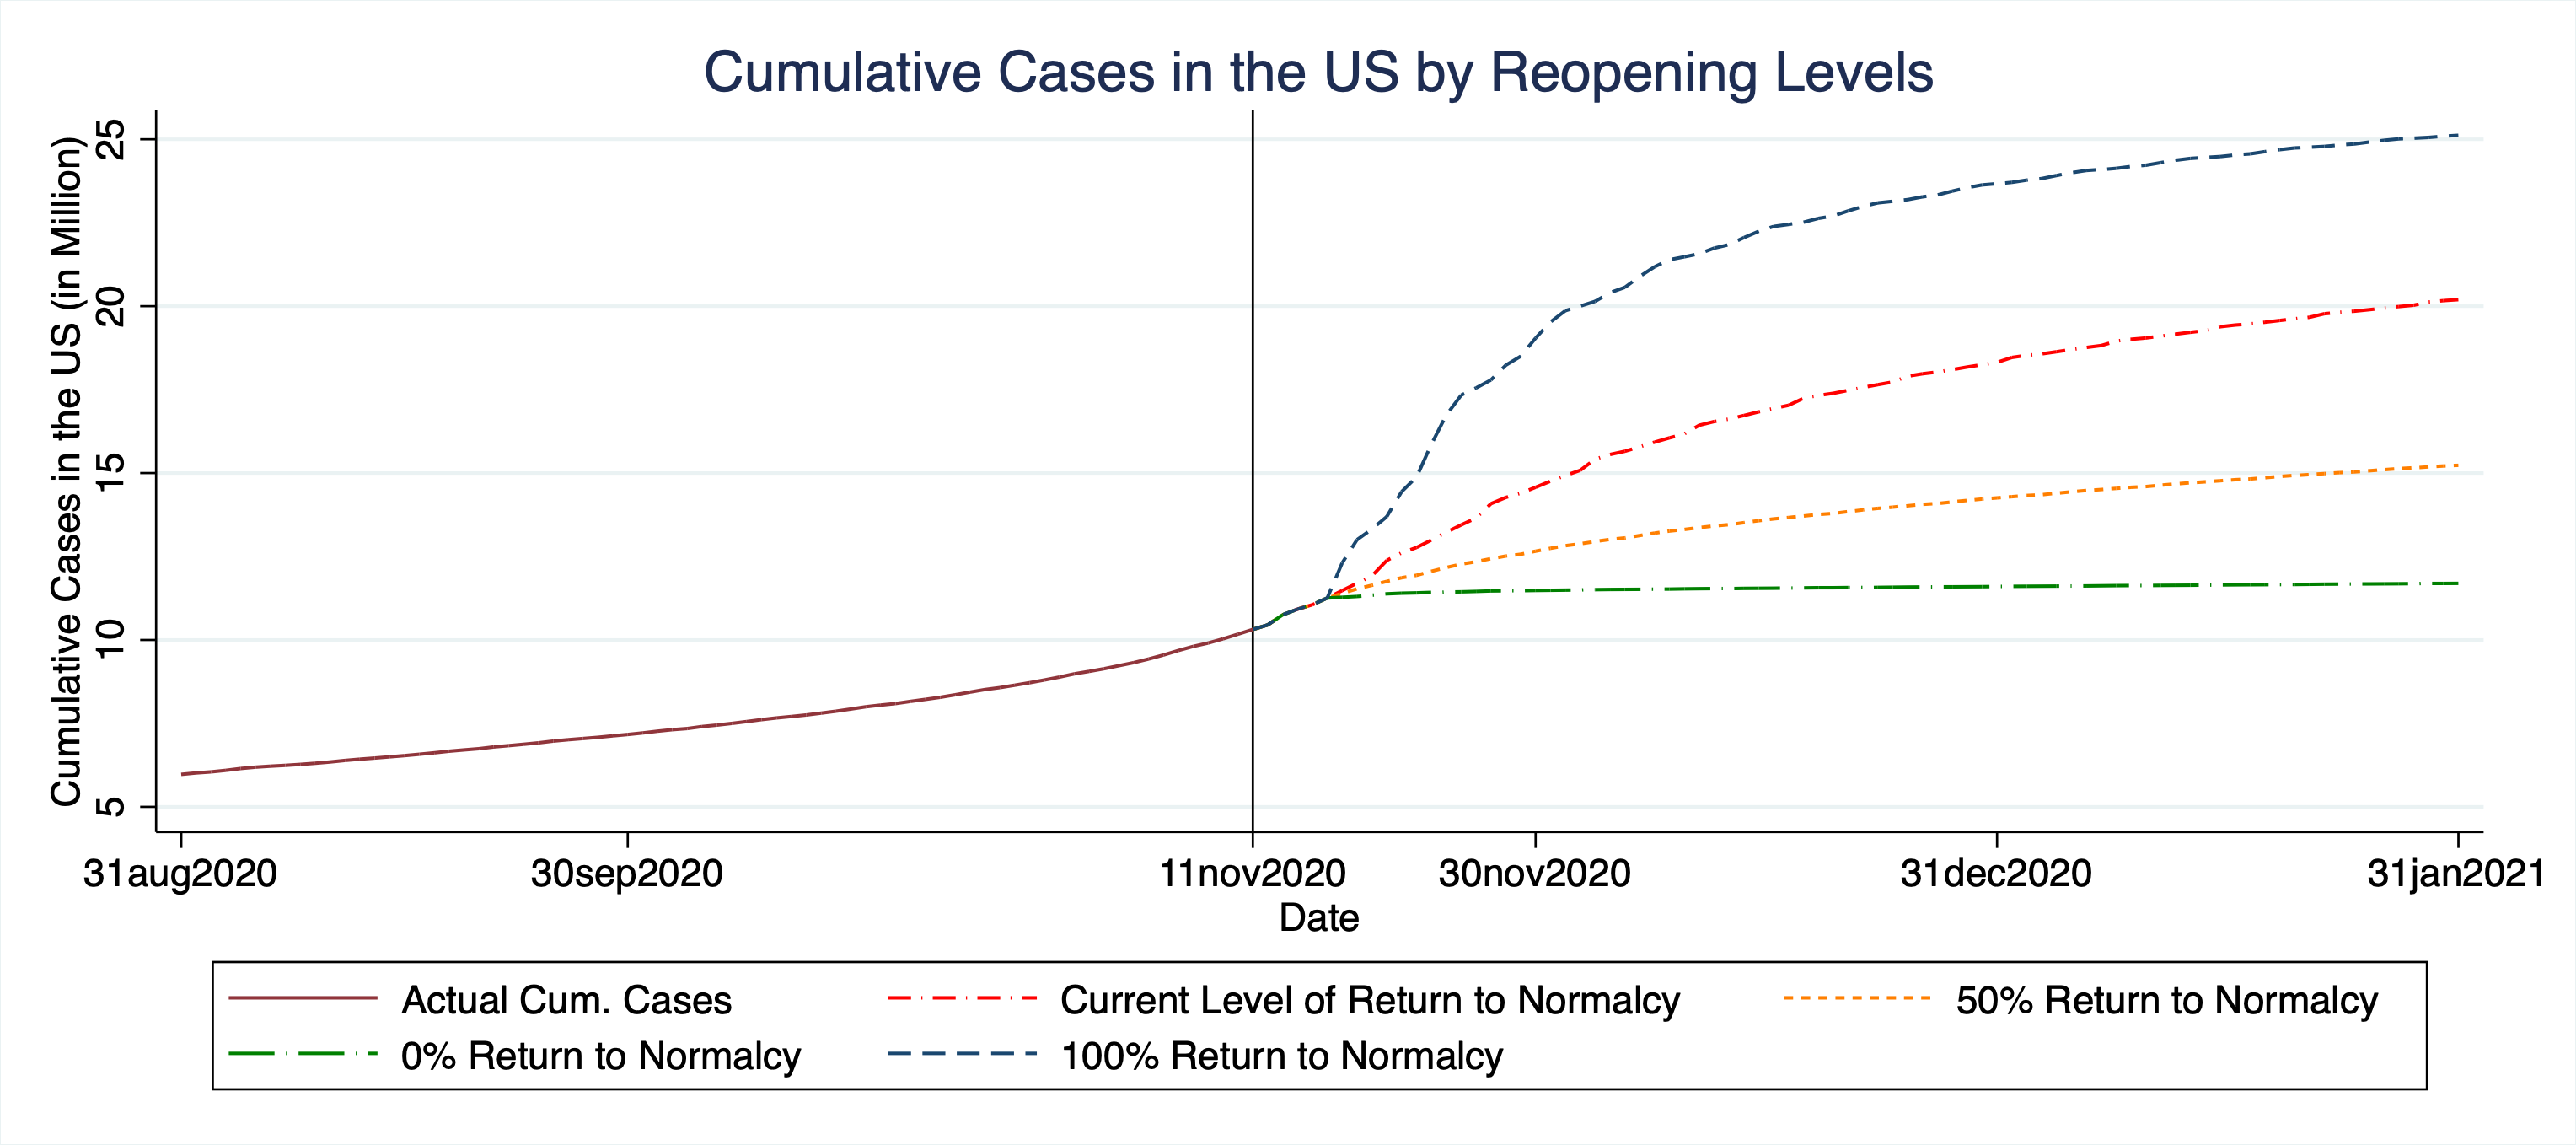 Cumulative Cases in the US by Reopening Levels
Cumulative Cases in the US (in Million)
25
20
15
10
5
31aug2020 30sep2020 11nov2020 30nov2020 31dec2020 31jan2021
Date
Actual Cum. Cases Current Level of Return to Normalcy 50% Return to Normalcy
0% Return to Normalcy 100% Return to Normalcy